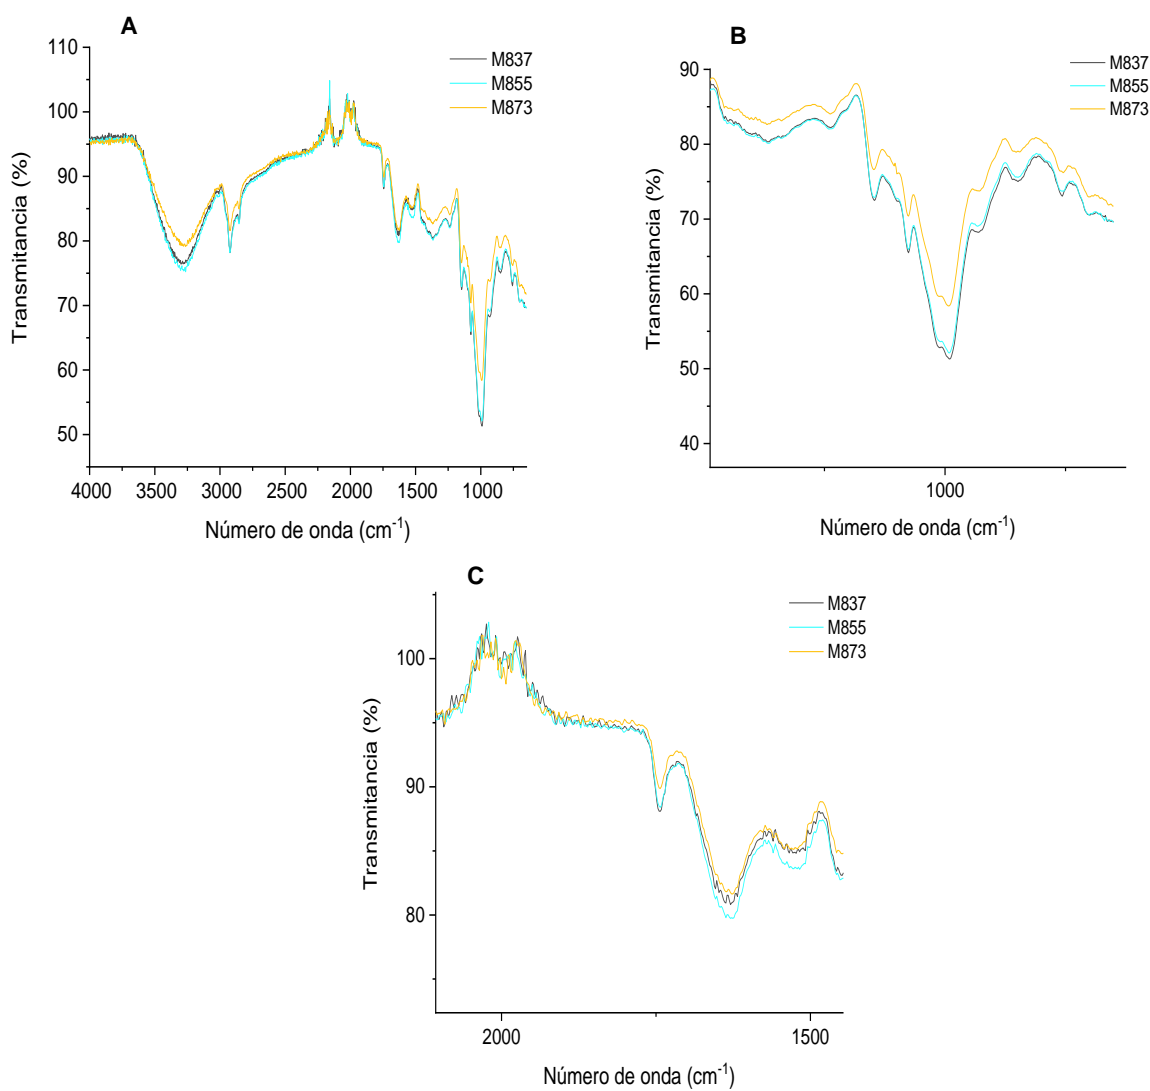 A
M837
M855
M873
110
100
90
80
70
60
50
Transmitancia (%)
4000 3500 3000 2500 2000 1500 1000
Número de onda (cm-1)
B
M837
M855
M873
90
80
70
60
50
40
Transmitancia (%)
1000
Número de onda (cm-1)
C
M837
M855
M873
100
90
80
Transmitancia (%)
2000 1500
Número de onda (cm-1)